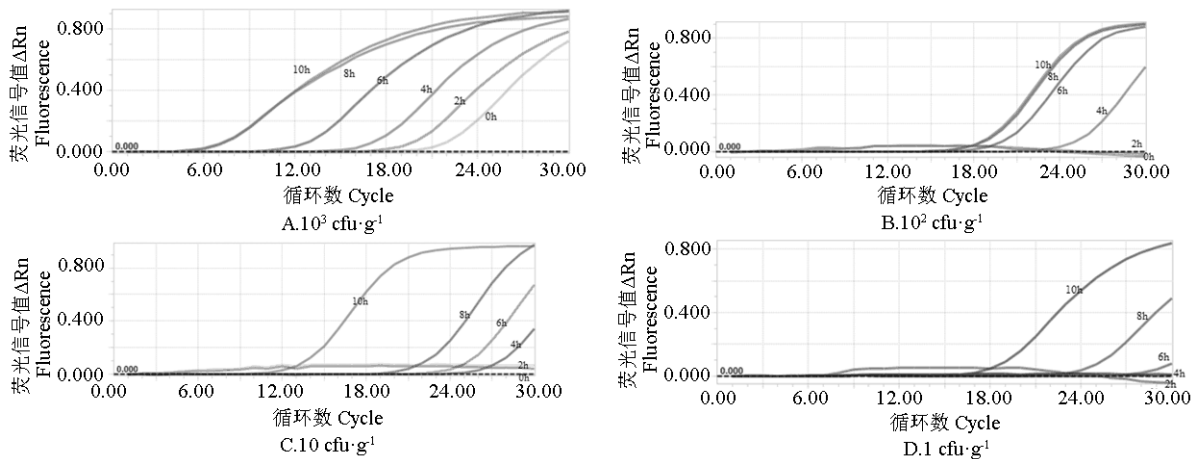 荧光信号值ΔRn
Fluorescence
0.800
0.400
0.000
0.000
10h
8h
6h
4h
2h
0h
0.00
6.00
12.00
18.00
24.00
30.00
循环数 Cycle
A.10³ cfu·g⁻¹
荧光信号值ΔRn
Fluorescence
0.800
0.400
0.000
0.000
10h
8h
6h
4h
2h
0h
0.00
6.00
12.00
18.00
24.00
30.00
循环数 Cycle
B.10² cfu·g⁻¹
荧光信号值ΔRn
Fluorescence
0.800
0.400
0.000
0.000
10h
8h
6h
4h
2h
0h
0.00
6.00
12.00
18.00
24.00
30.00
循环数 Cycle
C.10 cfu·g⁻¹
荧光信号值ΔRn
Fluorescence
0.800
0.400
0.000
0.000
10h
8h
6h
4h
2h
0.00
6.00
12.00
18.00
24.00
30.00
循环数 Cycle
D.1 cfu·g⁻¹